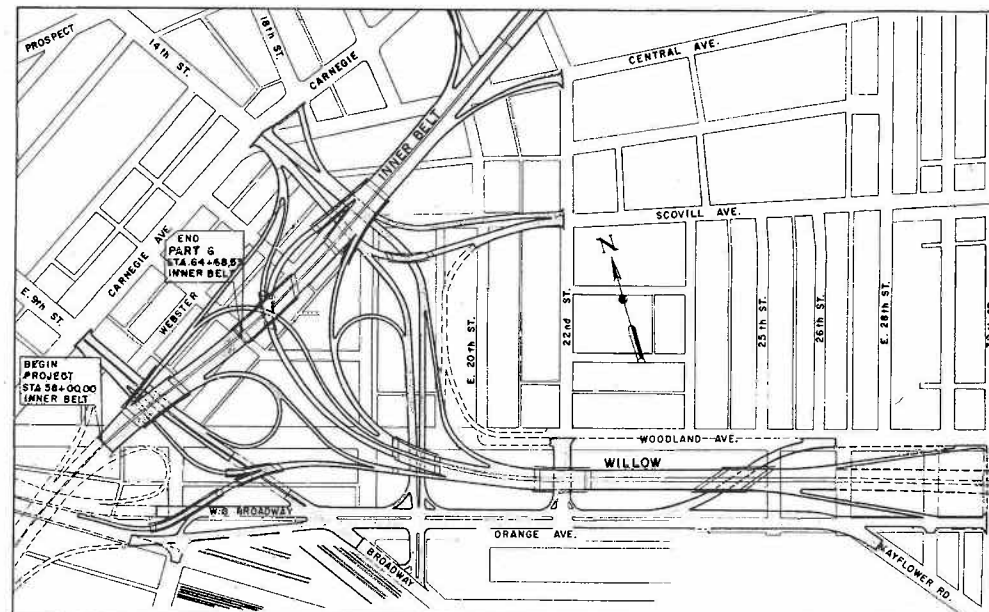 PROSPECT
14th ST.
18th ST.
CARNEGIE
CENTRAL AVE.
INNER BELT
SCOVILL AVE.
N
END
PART 6
STA. 64+68.53
INNER BELT
CARNEGIE AVE.
E. 9th ST.
WEBSTER
BEGIN
PROJECT
STA 58+00.00
INNER BELT
E. 20th ST.
22nd ST.
25th ST.
26th ST.
E. 28th ST.
WOODLAND AVE.
WILLOW
W.B. BROADWAY
ORANGE AVE.
BROADWAY
MAYFLOWER RD.